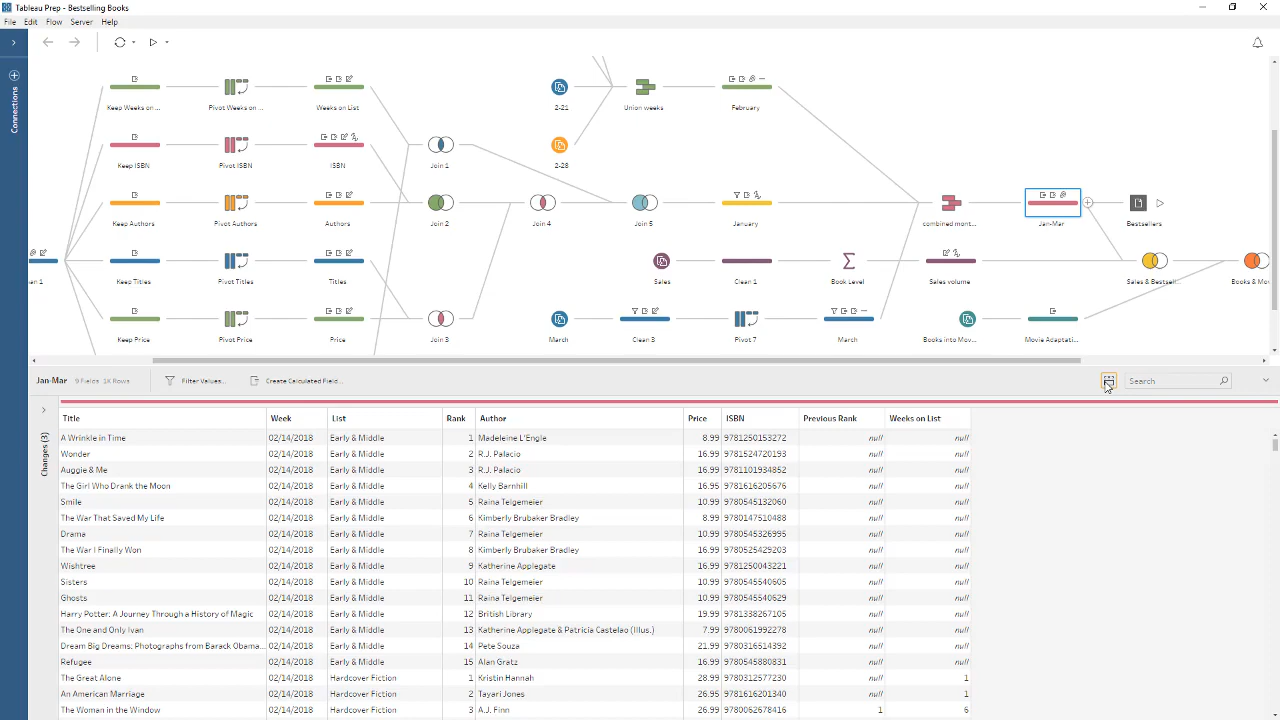 Tableau Prep - Bestselling Books
File Edit Flow Server Help
Connections
Keep Weeks on ... Pivot Weeks on ... Weeks on List 2-21 Union weeks February
Keep ISBN Pivot ISBN ISBN Join 1 2-28
Keep Authors Pivot Authors Authors Join 2 Join 4 Join 5 January combined mont... Jan-Mar Bestsellers
an 1 Keep Titles Pivot Titles Titles Sales Clean 1 Book Level Sales volume Sales & Bestsell... Books & Mov
Keep Price Pivot Price Price Join 3 March Clean 3 Pivot 7 March Books into Mov... Movie Adaptati...
Jan-Mar 9 Fields 1K Rows Filter Values... Create Calculated Field... Search
Changes (3)
Title Week List Rank Author Price ISBN Previous Rank Weeks on List
A Wrinkle in Time 02/14/2018 Early & Middle 1 Madeleine L'Engle 8.99 9781250153272 null null
Wonder 02/14/2018 Early & Middle 2 R.J. Palacio 16.99 9781524720193 null null
Auggie & Me 02/14/2018 Early & Middle 3 R.J. Palacio 16.99 9781101934852 null null
The Girl Who Drank the Moon 02/14/2018 Early & Middle 4 Kelly Barnhill 16.95 9781616205676 null null
Smile 02/14/2018 Early & Middle 5 Raina Telgemeier 10.99 9780545132060 null null
The War That Saved My Life 02/14/2018 Early & Middle 6 Kimberly Brubaker Bradley 8.99 9780147510488 null null
Drama 02/14/2018 Early & Middle 7 Raina Telgemeier 10.99 9780545326995 null null
The War I Finally Won 02/14/2018 Early & Middle 8 Kimberly Brubaker Bradley 16.99 9780525429203 null null
Wishtree 02/14/2018 Early & Middle 9 Katherine Applegate 16.99 9781250043221 null null
Sisters 02/14/2018 Early & Middle 10 Raina Telgemeier 10.99 9780545540605 null null
Ghosts 02/14/2018 Early & Middle 11 Raina Telgemeier 10.99 9780545540629 null null
Harry Potter: A Journey Through a History of Magic 02/14/2018 Early & Middle 12 British Library 19.99 9781338267105 null null
The One and Only Ivan 02/14/2018 Early & Middle 13 Katherine Applegate & Patricia Castelao (Illus.) 7.99 9780061992278 null null
Dream Big Dreams: Photographs from Barack Obama... 02/14/2018 Early & Middle 14 Pete Souza 21.99 9780316514392 null null
Refugee 02/14/2018 Early & Middle 15 Alan Gratz 16.99 9780545880831 null null
The Great Alone 02/14/2018 Hardcover Fiction 1 Kristin Hannah 28.99 9780312577230 null 1
An American Marriage 02/14/2018 Hardcover Fiction 2 Tayari Jones 26.95 9781616201340 null 1
The Woman in the Window 02/14/2018 Hardcover Fiction 3 A.J. Finn 26.99 9780062678416 1 6